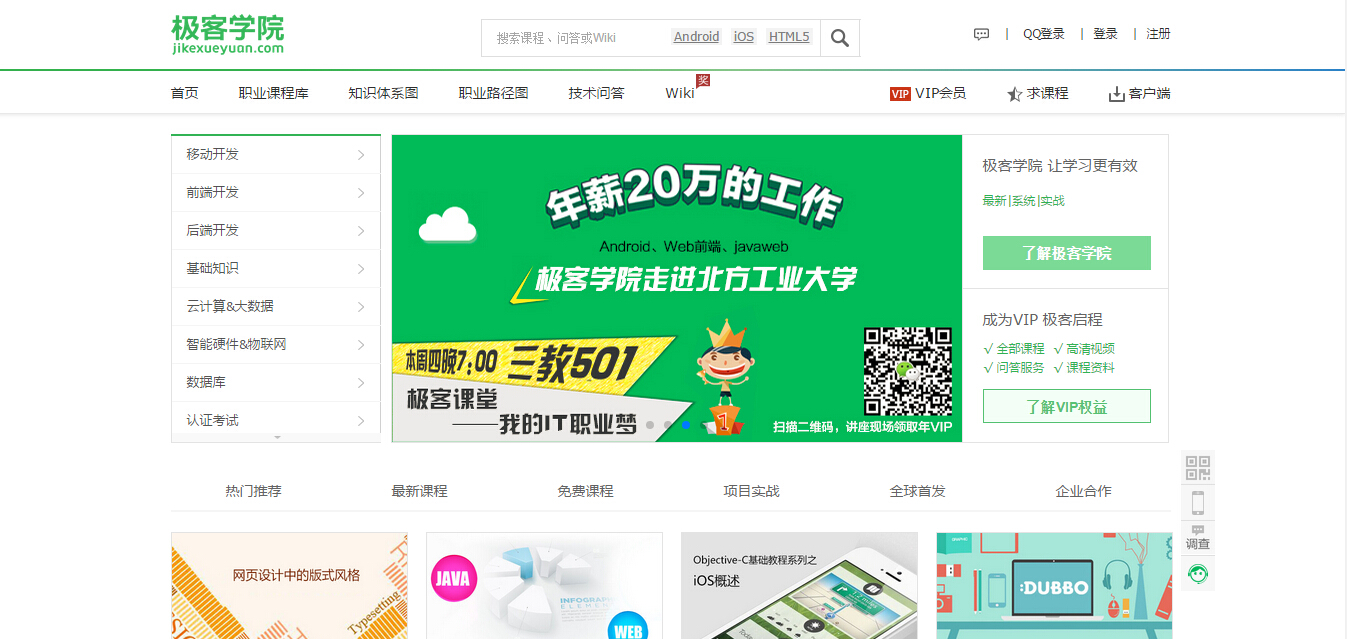 极客学院
jikexueyuan.com
搜索课程、问答或Wiki
Android iOS HTML5
QQ登录 | 登录 | 注册
首页 职业课程库 知识体系图 职业路径图 技术问答 Wiki 奖
VIP VIP会员 求课程 客户端
移动开发
前端开发
后端开发
基础知识
云计算&大数据
智能硬件&物联网
数据库
认证考试
年薪20万的工作
Android、Web前端、javaweb
极客学院走进北方工业大学
本周四晚7:00 三教501
极客课堂
——我的IT职业梦
1
扫描二维码，讲座现场领取年VIP
极客学院 让学习更有效
最新|系统|实战
了解极客学院
成为VIP 极客启程
√ 全部课程 √ 高清视频
√ 问答服务 √ 课程资料
了解VIP权益
调查
热门推荐 最新课程 免费课程 项目实战 全球首发 企业合作
网页设计中的版式风格
Typesetting
JAVA
INFOGRAPH
ELEMEN
WEB
Objective-C基础教程系列之
iOS概述
:DUBBO